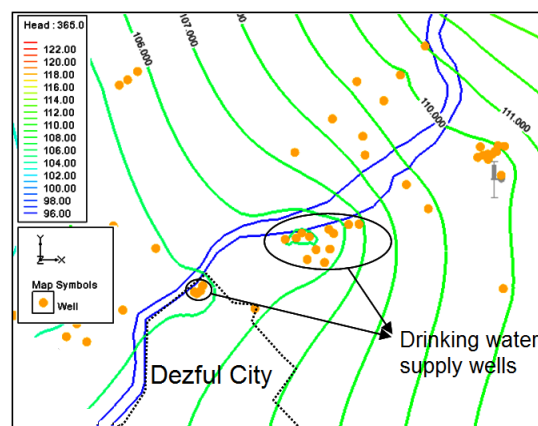 Head : 365.0
122.00
120.00
118.00
116.00
114.00
112.00
110.00
108.00
106.00
104.00
102.00
100.00
98.00
96.00
106.000
107.000
110.000
111.000
Y
Z
X
Map Symbols
Well
Drinking water
supply wells
Dezful City